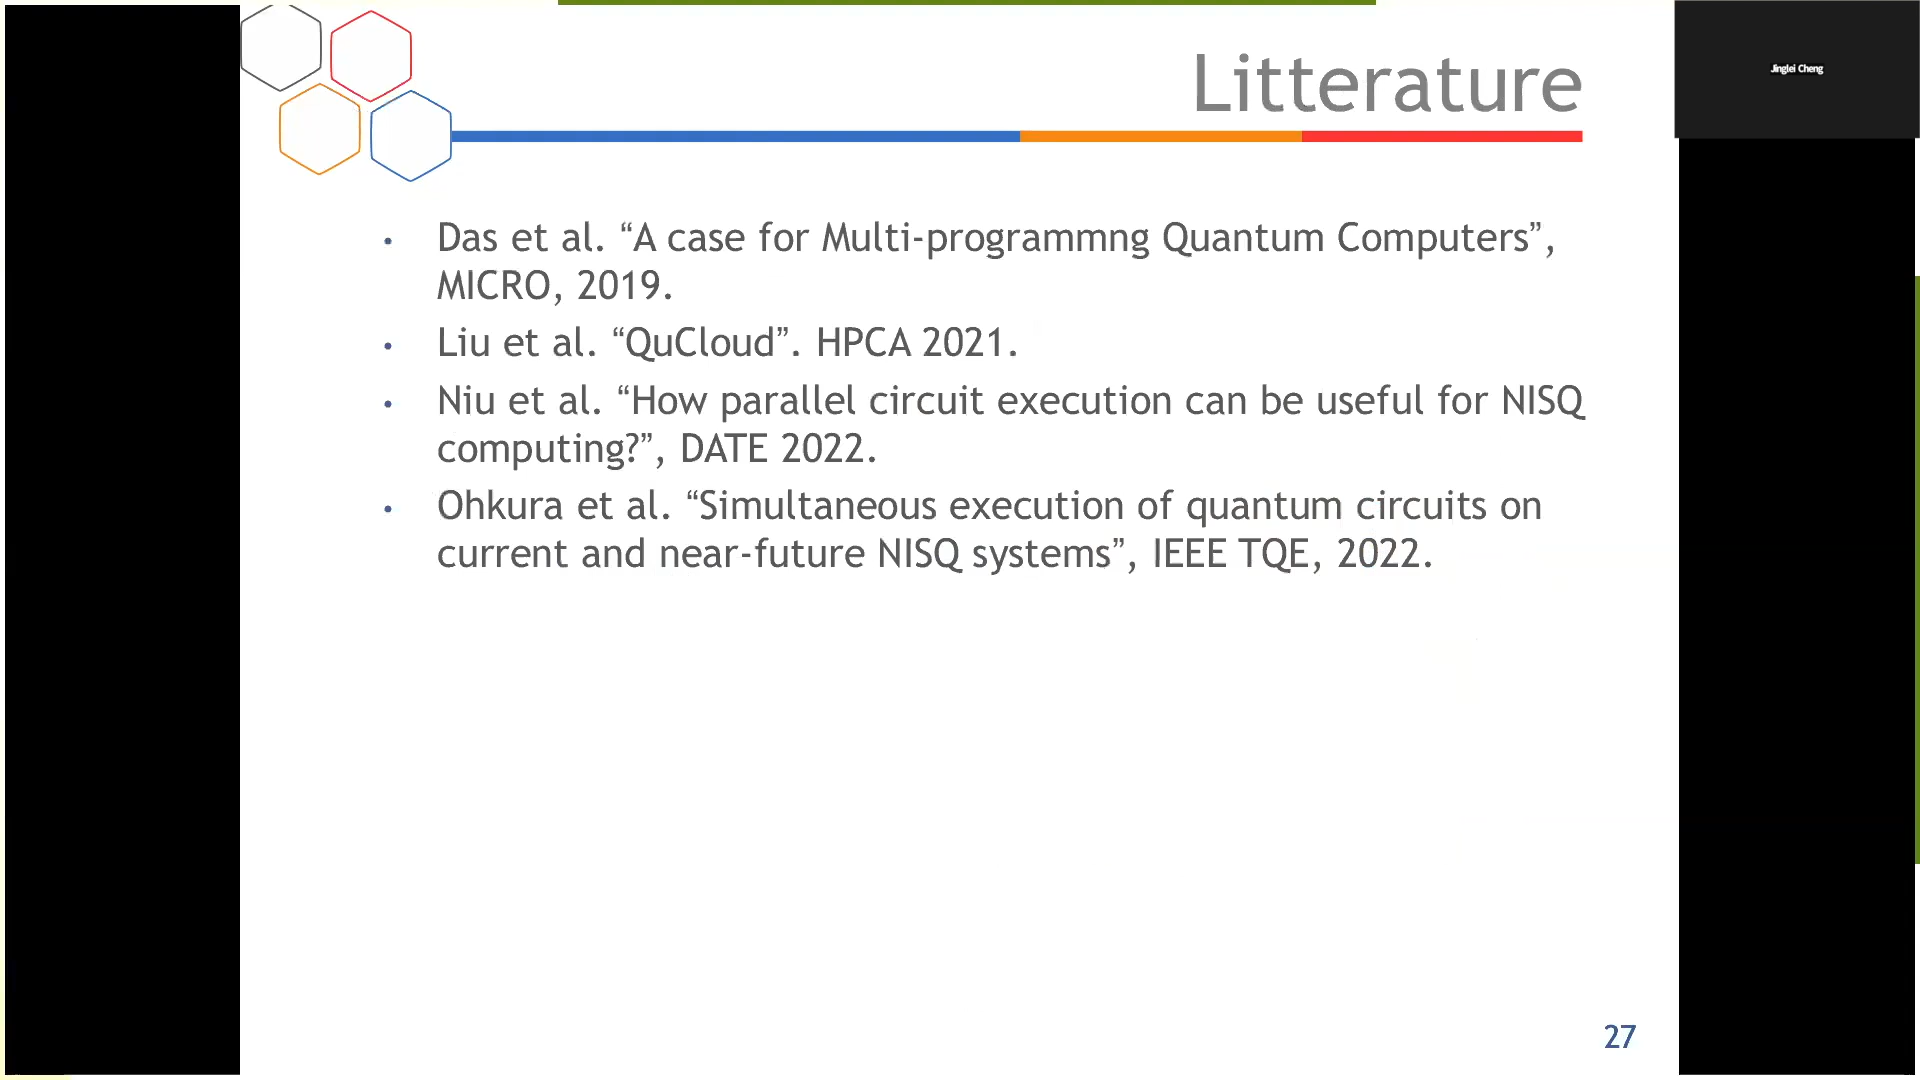 Litterature
Jinglei Cheng
• Das et al. “A case for Multi-programmng Quantum Computers”,
MICRO, 2019.
• Liu et al. “QuCloud”. HPCA 2021.
• Niu et al. “How parallel circuit execution can be useful for NISQ
computing?”, DATE 2022.
• Ohkura et al. “Simultaneous execution of quantum circuits on
current and near-future NISQ systems”, IEEE TQE, 2022.
27